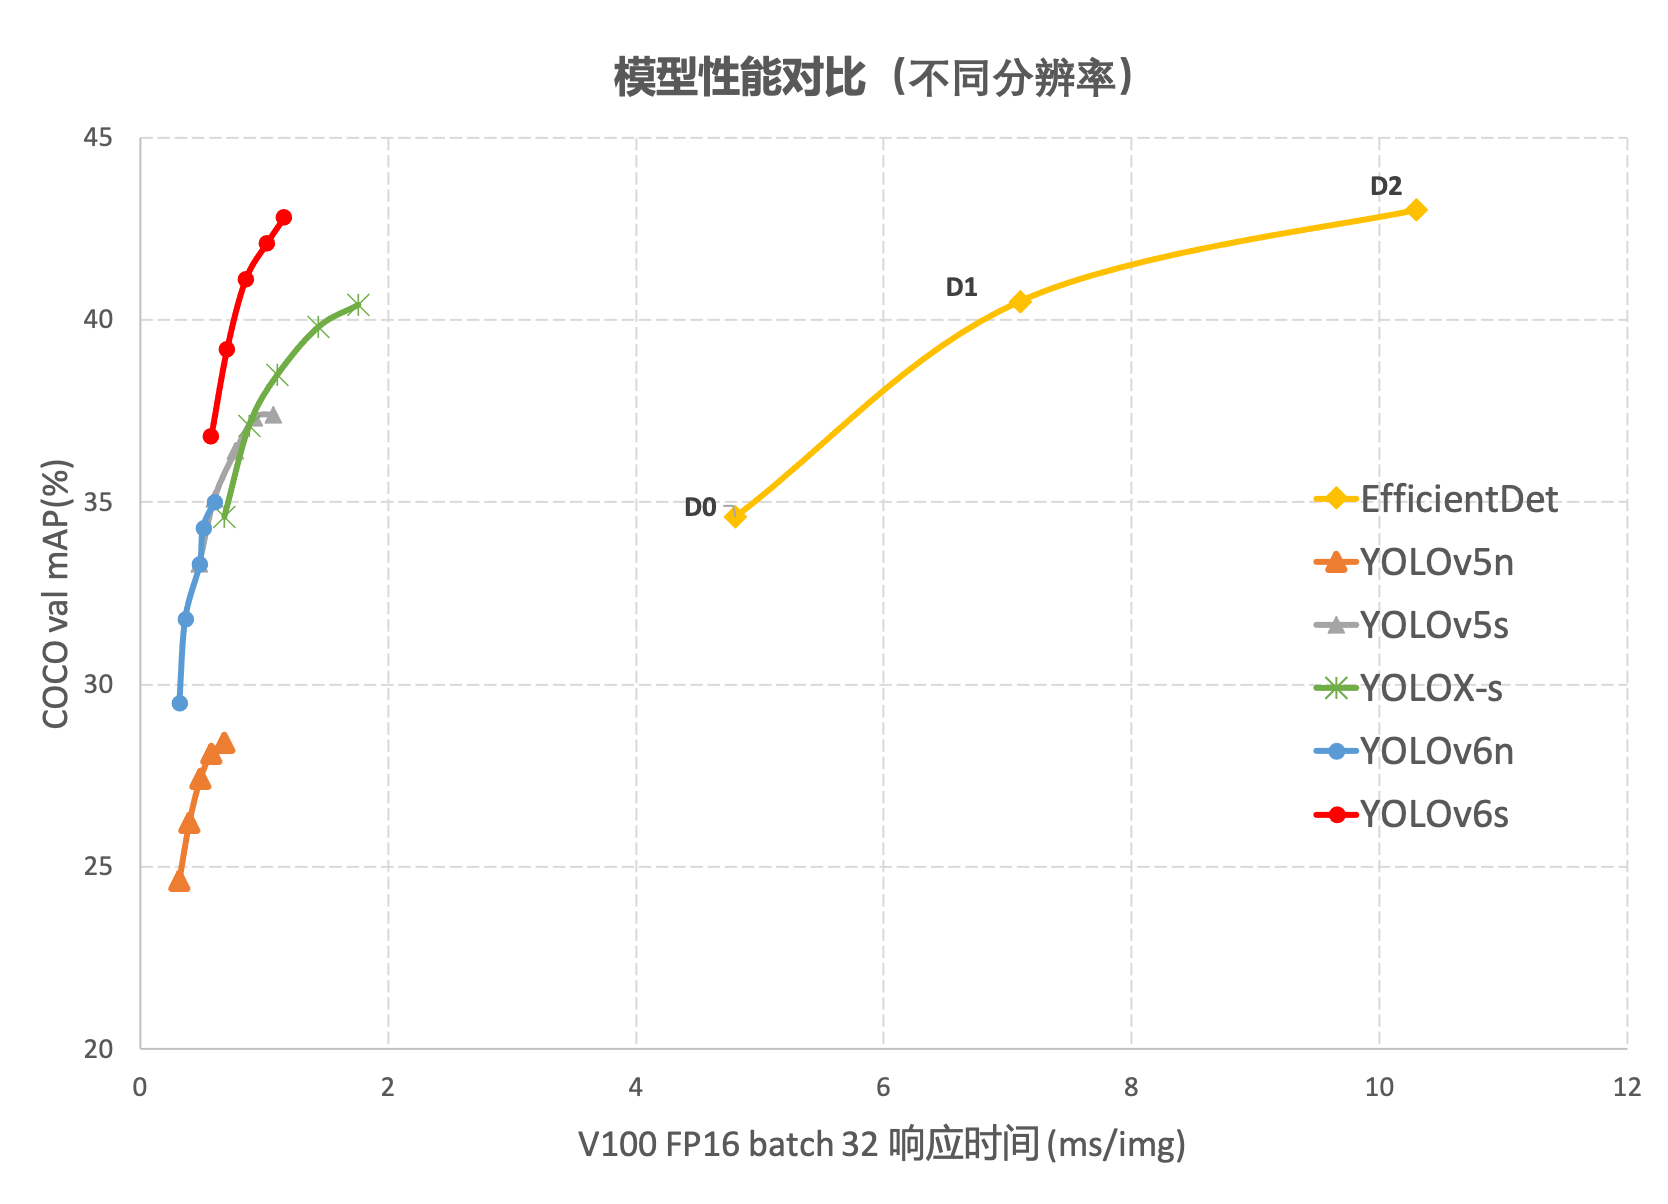 模型性能对比（不同分辨率）
45
40
35
30
25
20
0
2
4
6
8
10
12
COCO val mAP(%)
V100 FP16 batch 32 响应时间 (ms/img)
D0
D1
D2
EfficientDet
YOLOv5n
YOLOv5s
YOLOX-s
YOLOv6n
YOLOv6s